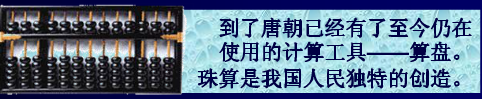 到了唐朝已经有了至今仍在
使用的计算工具——算盘。
珠算是我国人民独特的创造。